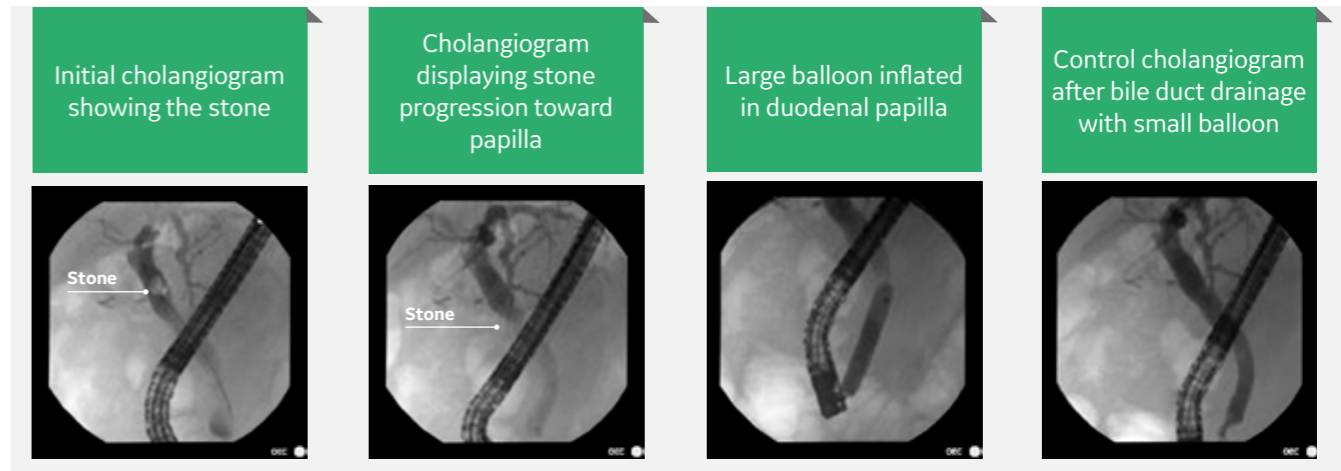 Initial cholangiogram
showing the stone
Cholangiogram
displaying stone
progression toward
papilla
Large balloon inflated
in duodenal papilla
Control cholangiogram
after bile duct drainage
with small balloon
Stone
Stone